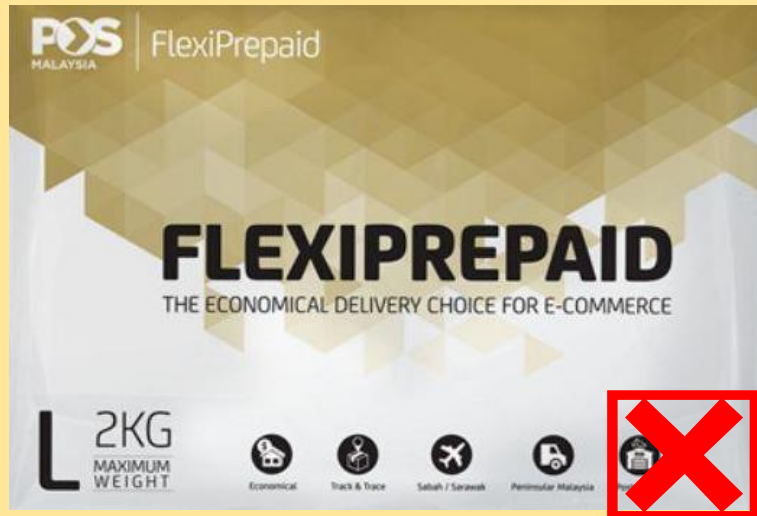 POS
MALAYSIA
FlexiPrepaid
FLEXIPREPAID
THE ECONOMICAL DELIVERY CHOICE FOR E-COMMERCE
L
2KG
MAXIMUM
WEIGHT
Economical
Track & Trace
Sabah / Sarawak
Peninsular Malaysia